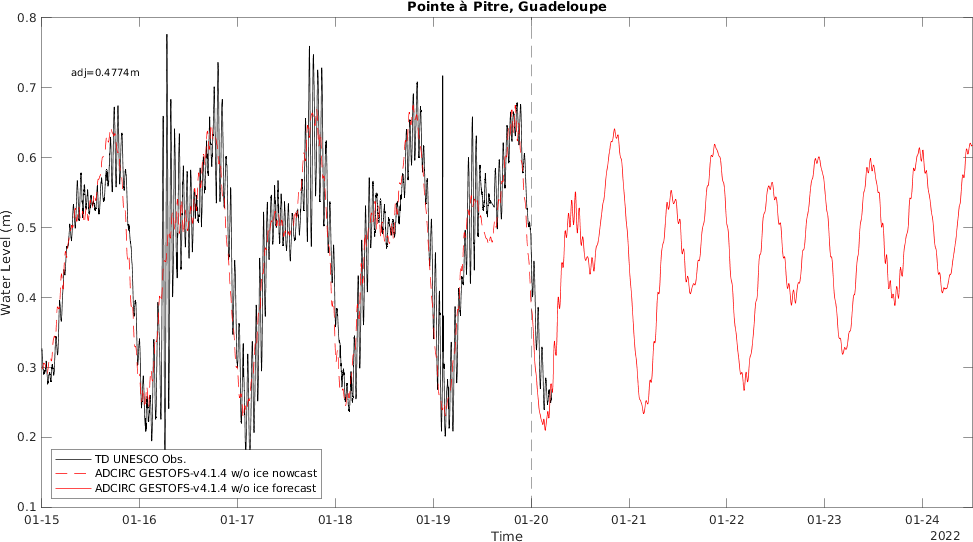 Pointe à Pitre, Guadeloupe
0.8
0.7
0.6
0.5
0.4
0.3
0.2
0.1
Water Level (m)
adj=0.4774m
TD UNESCO Obs.
ADCIRC GESTOFS-v4.1.4 w/o ice nowcast
ADCIRC GESTOFS-v4.1.4 w/o ice forecast
01-15 01-16 01-17 01-18 01-19 01-20 01-21 01-22 01-23 01-24
Time
2022